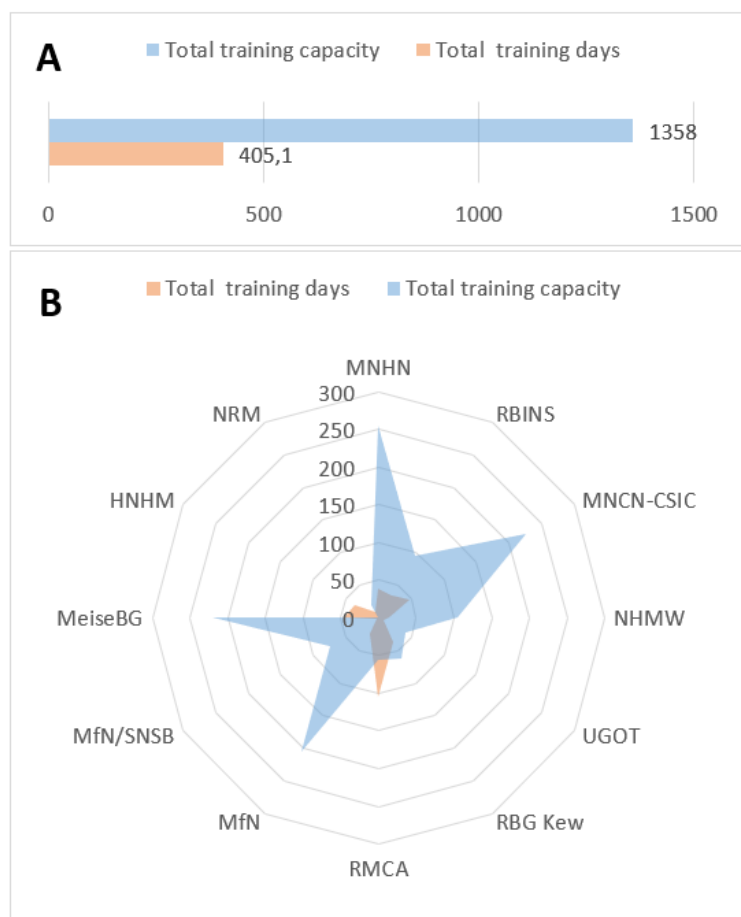 A
Total training capacity Total training days
1358
405,1
0 500 1000 1500
B
Total training days Total training capacity
MNHN
300
NRM RBINS
250
200
HNHM MNCN-CSIC
150
100
50
MeiseBG 0 NHMW
MfN/SNSB UGOT
MfN RBG Kew
RMCA